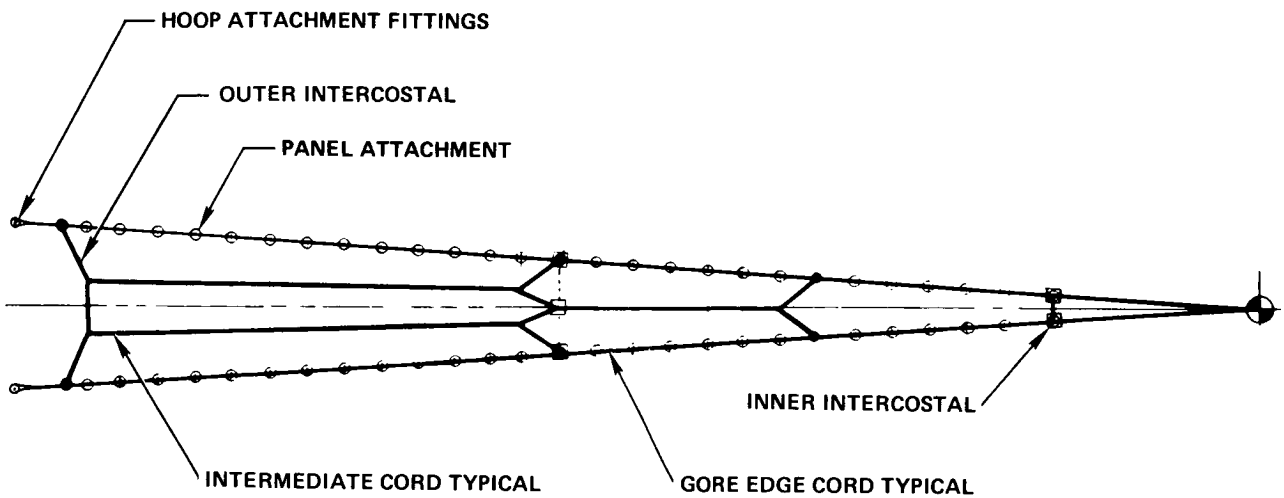 HOOP ATTACHMENT FITTINGS
OUTER INTERCOSTAL
PANEL ATTACHMENT
INNER INTERCOSTAL
INTERMEDIATE CORD TYPICAL
GORE EDGE CORD TYPICAL